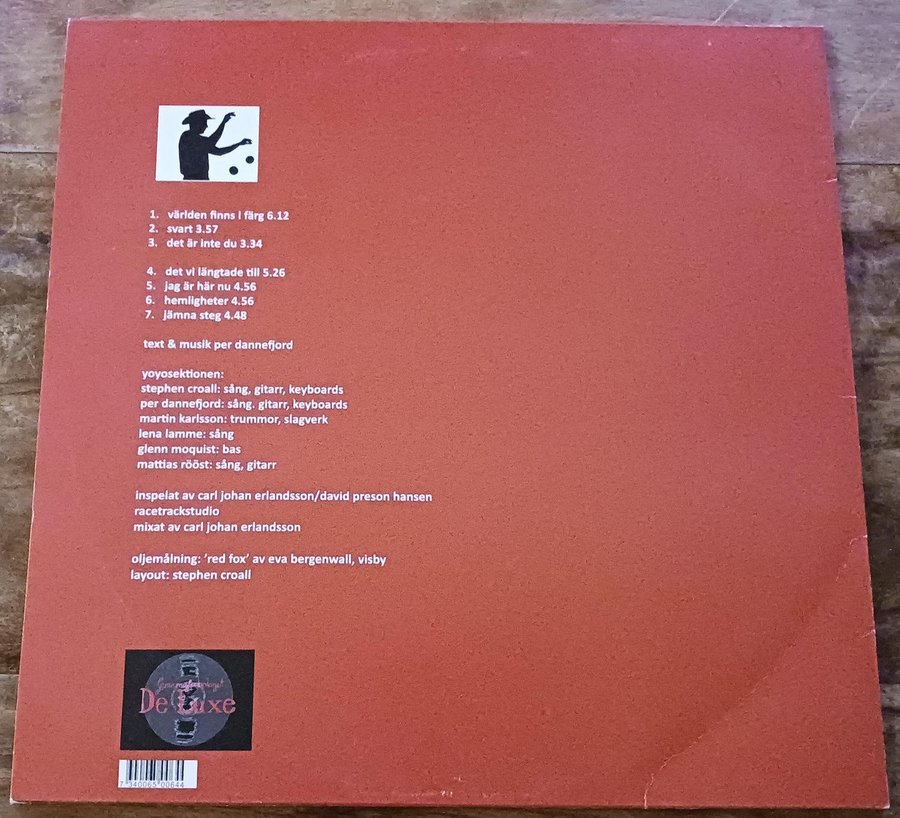 1. världen finns i färg 6.12
2. svart 3.57
3. det är inte du 3.34
4. det vi längtade till 5.26
5. jag är här nu 4.56
6. hemligheter 4.56
7. jämna steg 4.48
text & musik per dannefjord
yoyosektionen:
stephen croall: sång, gitarr, keyboards
per dannefjord: sång. gitarr, keyboards
martin karlsson: trummor, slagverk
lena lamme: sång
glenn moquist: bas
mattias rööst: sång, gitarr
inspelat av carl johan erlandsson/david preson hansen
racetrackstudio
mixat av carl johan erlandsson
oljemålning: ’red fox’ av eva bergenwall, visby
layout: stephen croall
De Luxe
7 340065 00644